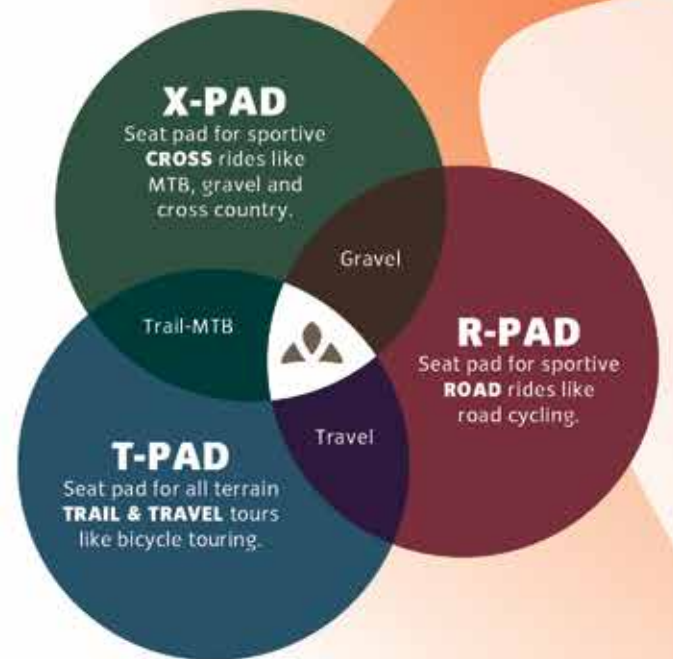 X-PAD
Seat pad for sportive
CROSS rides like
MTB, gravel and
cross country.
Gravel
Trail-MTB
R-PAD
Seat pad for sportive
ROAD rides like
road cycling.
Travel
T-PAD
Seat pad for all terrain
TRAIL & TRAVEL tours
like bicycle touring.